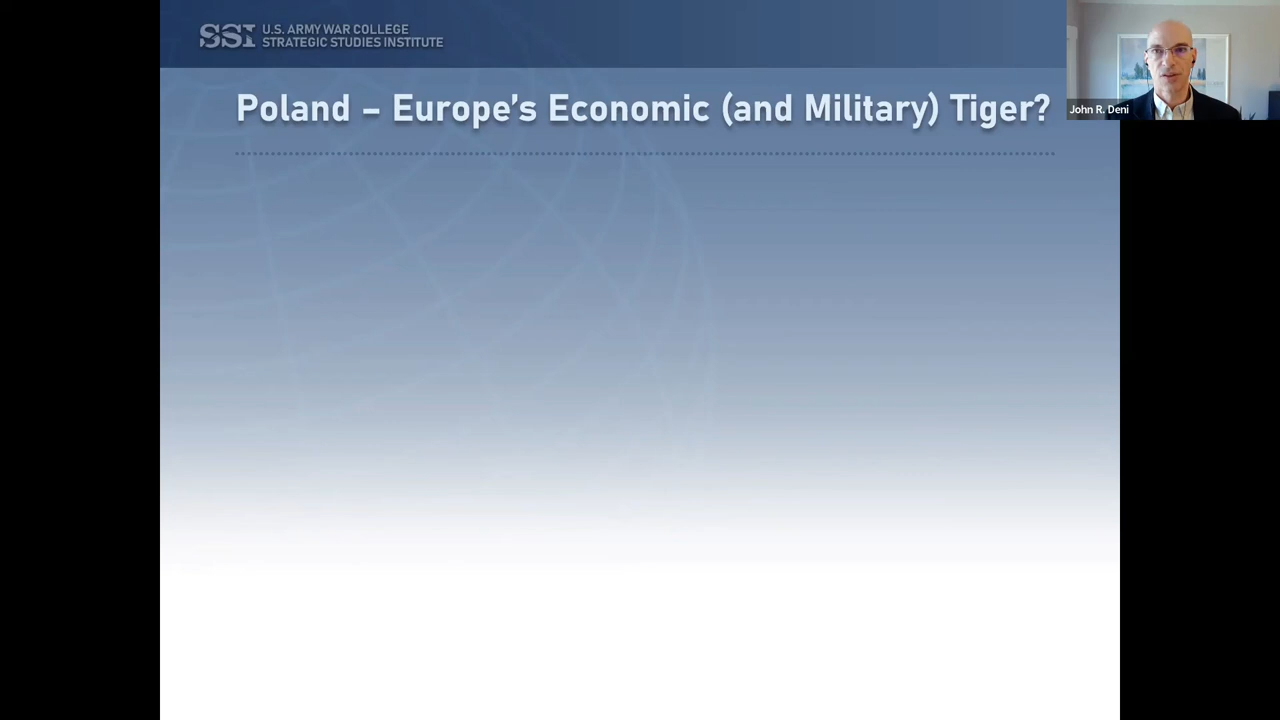 SSI
U.S. ARMY WAR COLLEGE
STRATEGIC STUDIES INSTITUTE
Poland – Europe's Economic (and Military) Tiger?
John R. Deni